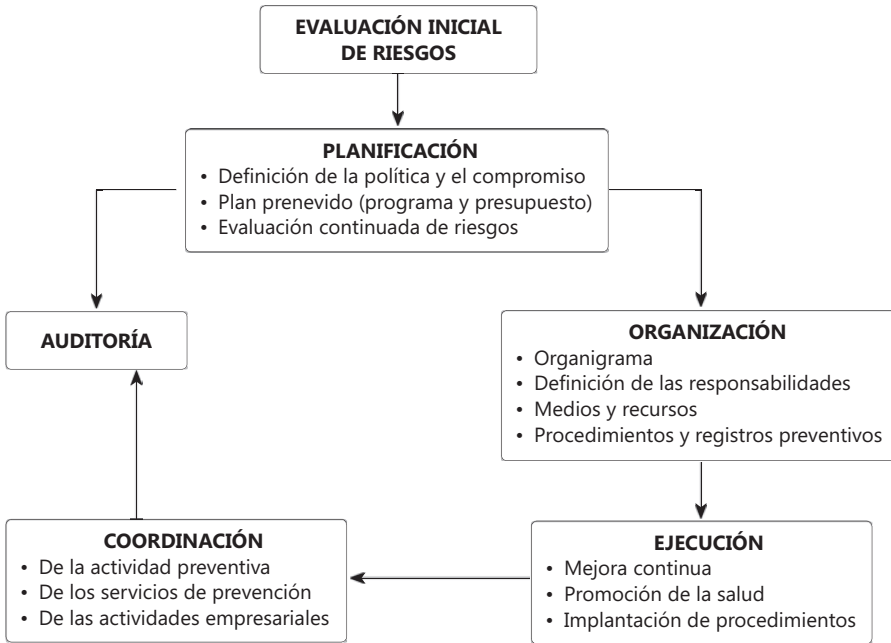 EVALUACIÓN INICIAL
DE RIESGOS
PLANIFICACIÓN
• Definición de la política y el compromiso
• Plan prenevido (programa y presupuesto)
• Evaluación continuada de riesgos
AUDITORÍA
ORGANIZACIÓN
• Organigrama
• Definición de las responsabilidades
• Medios y recursos
• Procedimientos y registros preventivos
COORDINACIÓN
• De la actividad preventiva
• De los servicios de prevención
• De las actividades empresariales
EJECUCIÓN
• Mejora continua
• Promoción de la salud
• Implantación de procedimientos